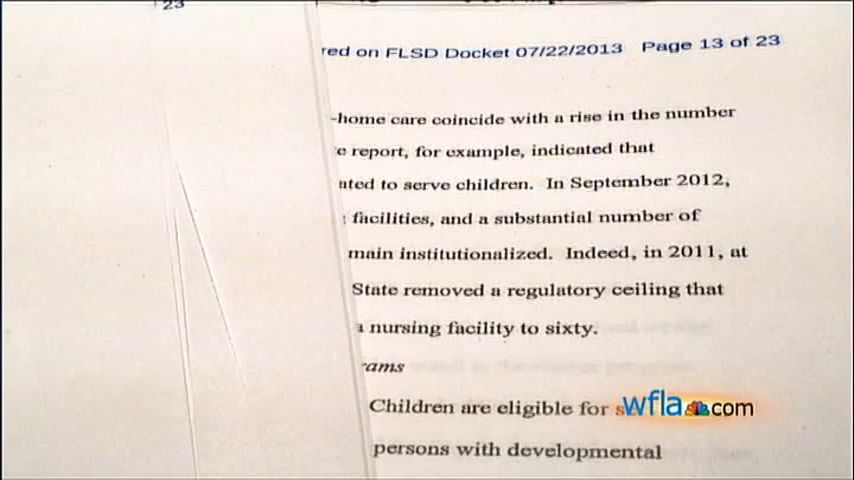 23
red on FLSD Docket 07/22/2013 Page 13 of 23
-home care coincide with a rise in the number
e report, for example, indicated that
ated to serve children. In September 2012,
facilities, and a substantial number of
main institutionalized. Indeed, in 2011, at
State removed a regulatory ceiling that
a nursing facility to sixty.
rams
Children are eligible for s
wfla.com
persons with developmental